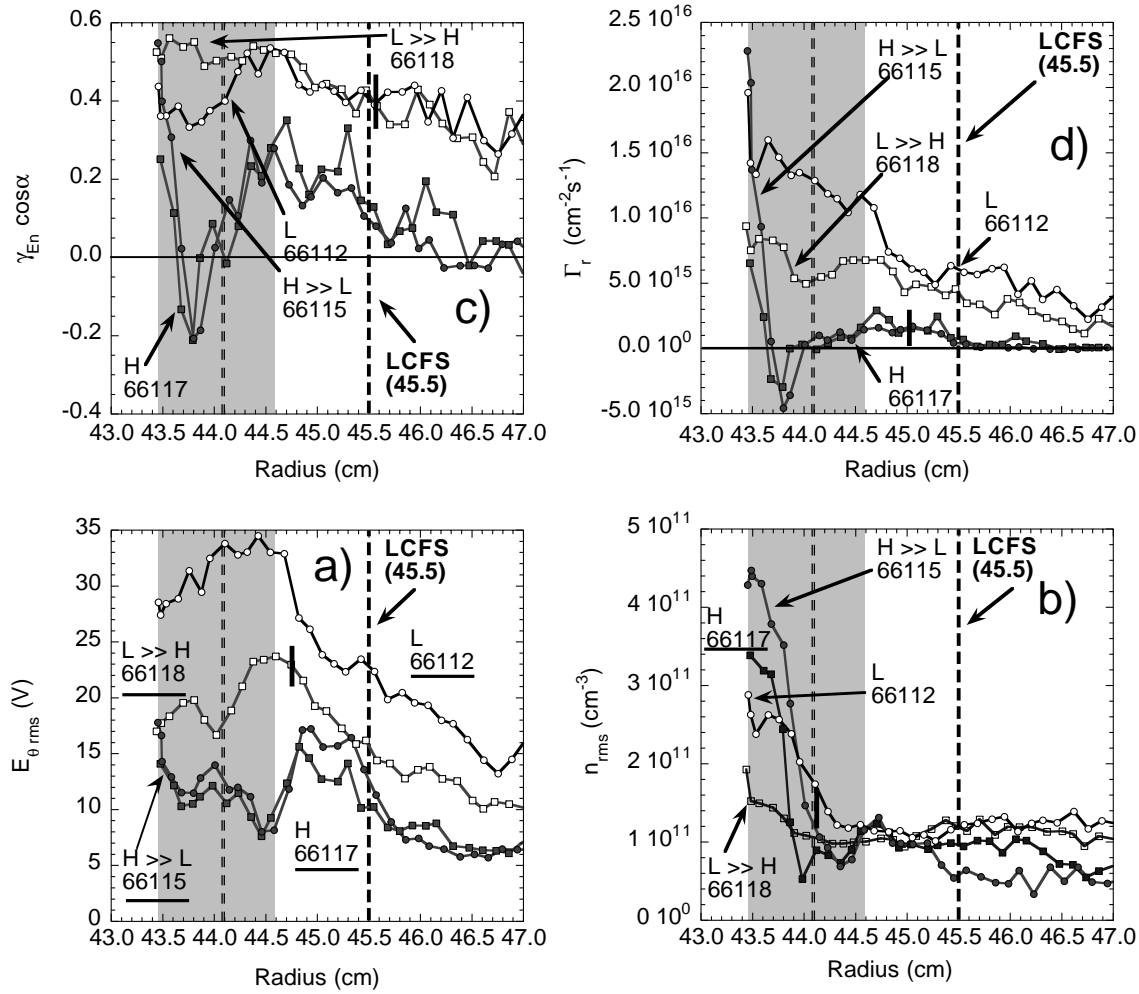 c)
γEn cosα
0.6
0.4
0.2
0.0
-0.2
-0.4
43.0 43.5 44.0 44.5 45.0 45.5 46.0 46.5 47.0
Radius (cm)
L >> H
66118
L
66112
H >> L
66115
H
66117
LCFS
(45.5)
d)
Γr (cm-2s-1)
2.5 10^16
2.0 10^16
1.5 10^16
1.0 10^16
5.0 10^15
0.0 10^0
-5.0 10^15
43.0 43.5 44.0 44.5 45.0 45.5 46.0 46.5 47.0
Radius (cm)
H >> L
66115
LCFS
(45.5)
L >> H
66118
L
66112
H
66117
a)
Eθ rms (V)
35
30
25
20
15
10
5
0
43.0 43.5 44.0 44.5 45.0 45.5 46.0 46.5 47.0
Radius (cm)
LCFS
(45.5)
L
66112
L >> H
66118
H
66117
H >> L
66115
b)
nrms (cm-3)
5 10^11
4 10^11
3 10^11
2 10^11
1 10^11
0 10^0
43.0 43.5 44.0 44.5 45.0 45.5 46.0 46.5 47.0
Radius (cm)
H >> L
66115
LCFS
(45.5)
H
66117
L
66112
L >> H
66118